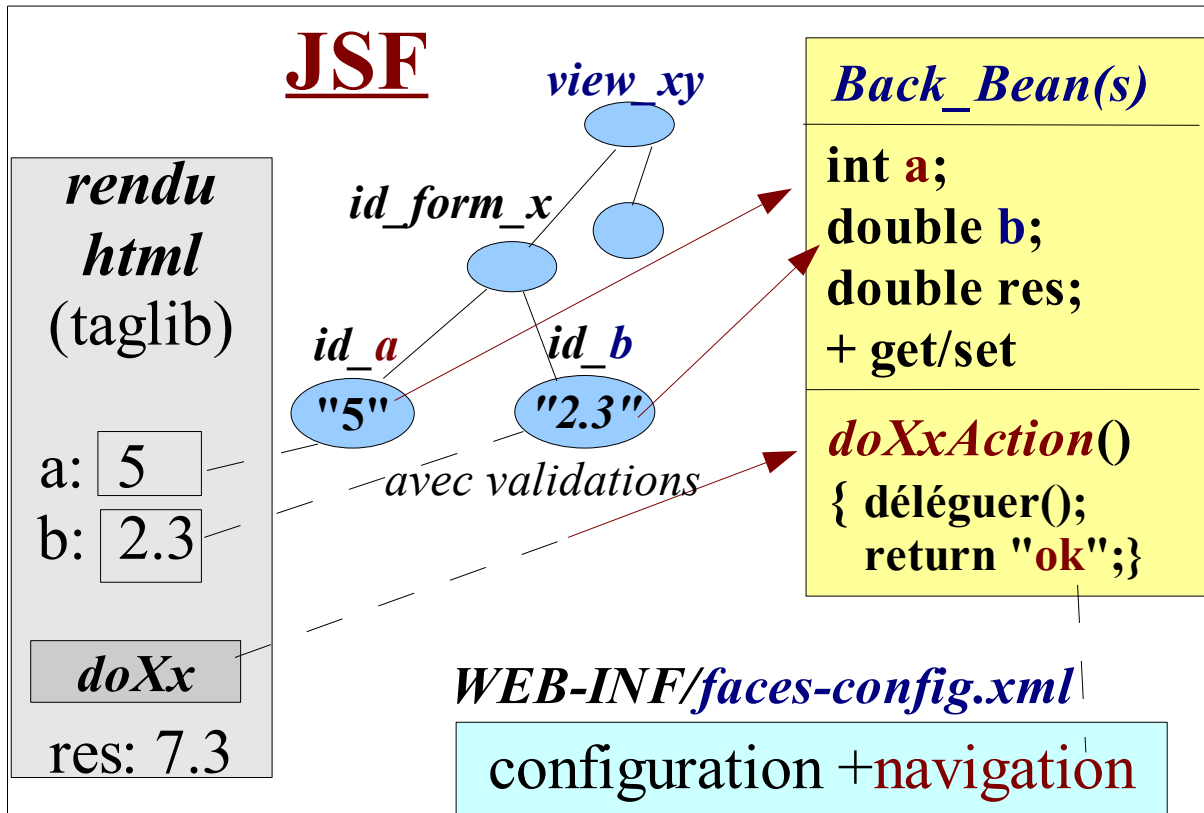 JSF
view_xy
Back_Bean(s)
rendu
html
(taglib)
id_form_x
id_a
id_b
"5"
"2.3"
avec validations
a: 5
b: 2.3
doXx
res: 7.3
int a;
double b;
double res;
+ get/set
doXxAction()
{ déléguer();
return "ok";}
WEB-INF/faces-config.xml
configuration +navigation